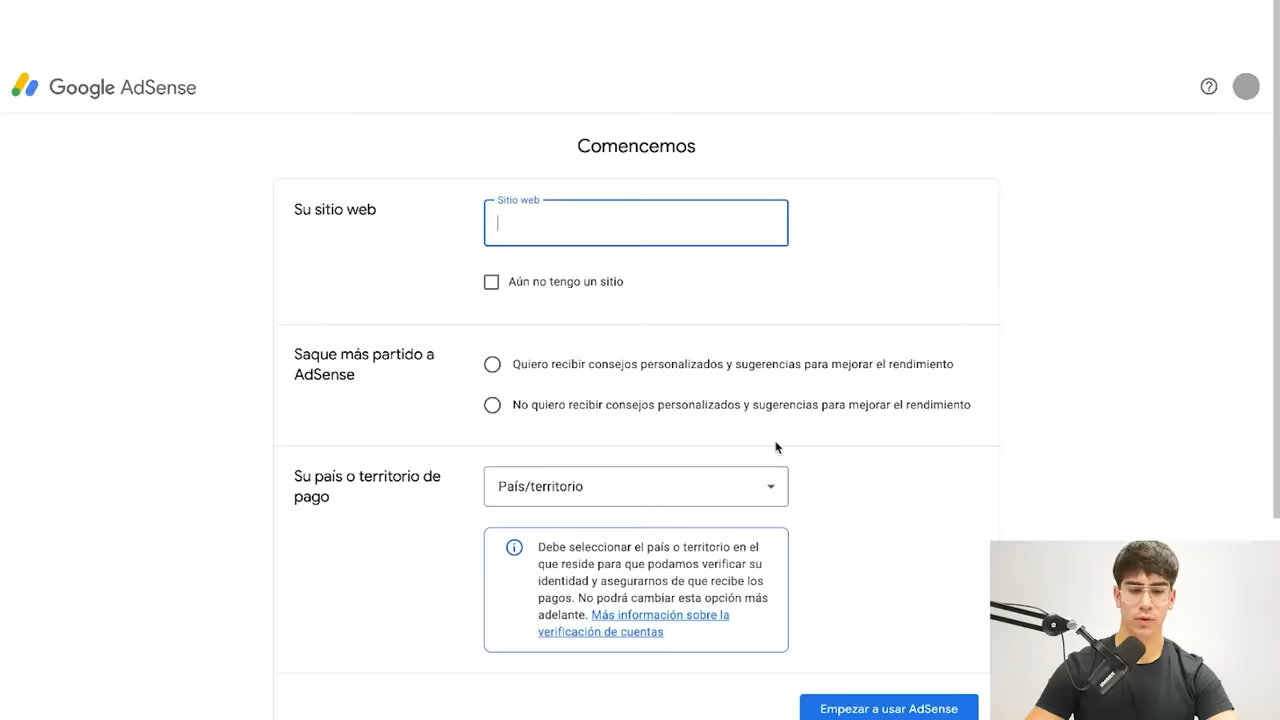 Google AdSense
Comencemos
Su sitio web
Sitio web
Aún no tengo un sitio
Saque más partido a
AdSense
Quiero recibir consejos personalizados y sugerencias para mejorar el rendimiento
No quiero recibir consejos personalizados y sugerencias para mejorar el rendimiento
Su país o territorio de
pago
País/territorio
Debe seleccionar el país o territorio en el
que reside para que podamos verificar su
identidad y asegurarnos de que recibe los
pagos. No podrá cambiar esta opción más
adelante. Más información sobre la
verificación de cuentas
Empezar a usar AdSense